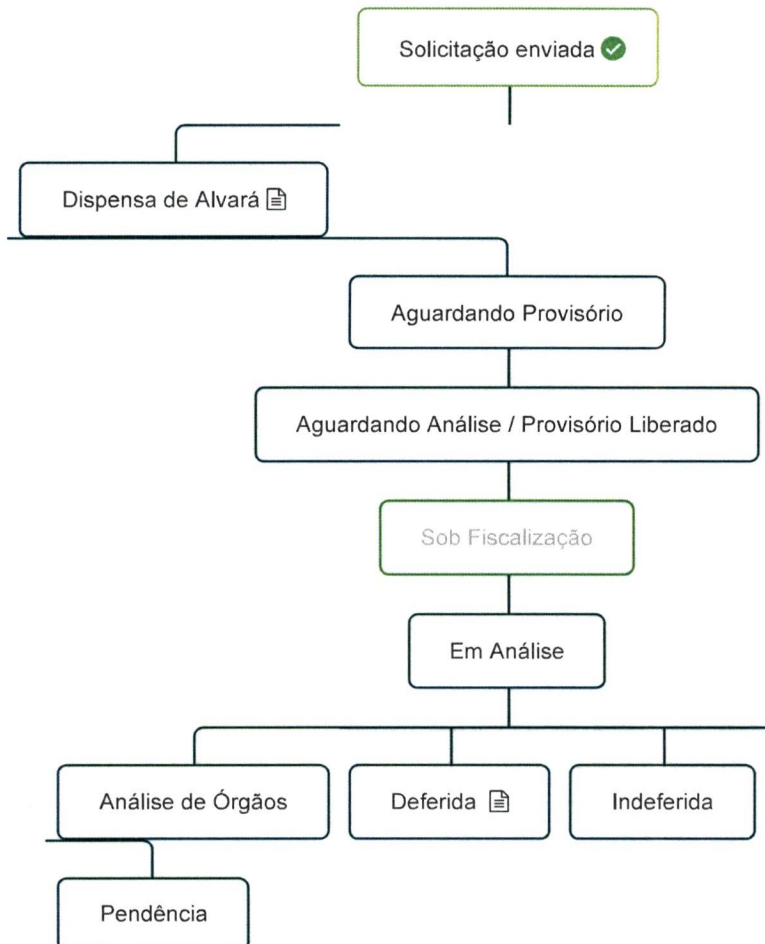 Solicitação enviada
Dispensa de Alvará
Aguardando Provisório
Aguardando Análise / Provisório Liberado
Sob Fiscalização
Em Análise
Análise de Órgãos
Deferida
Indeferida
Pendência